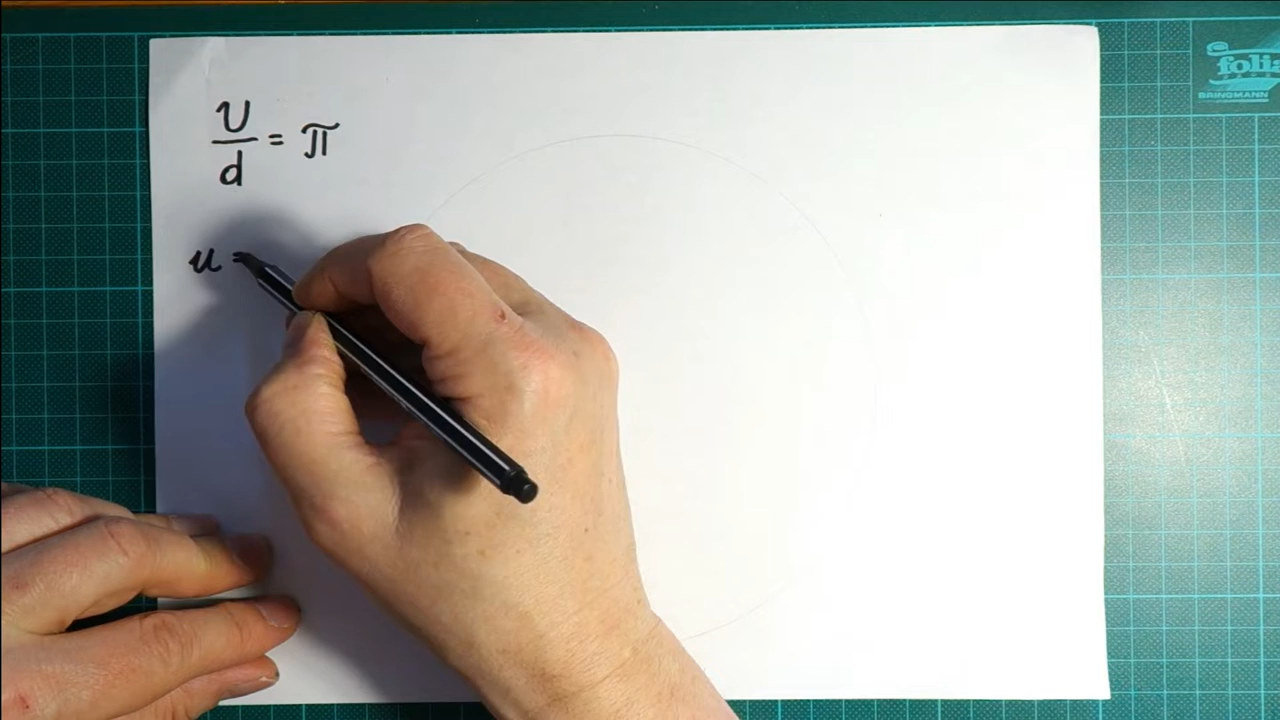 U/d = π
u =
folia
BRINGMANN